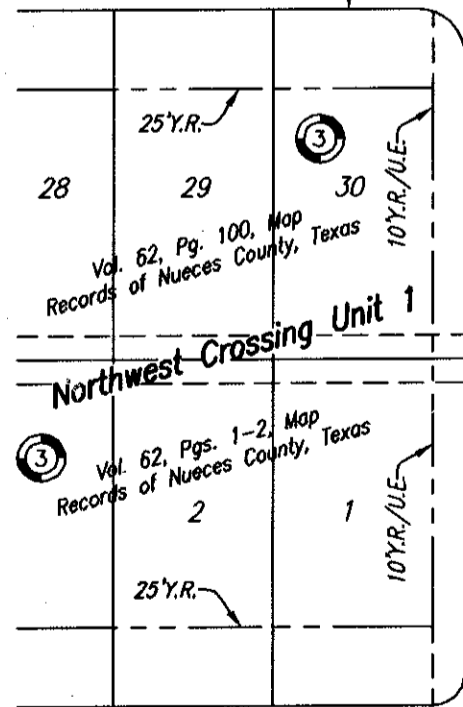 25'Y.R.
3
28
29
30
10'Y.R./U.E.
Vol. 62, Pg. 100, Map
Records of Nueces County, Texas
Northwest Crossing Unit 1
3
Vol. 62, Pgs. 1-2, Map
Records of Nueces County, Texas
2
1
10'Y.R./U.E.
25'Y.R.